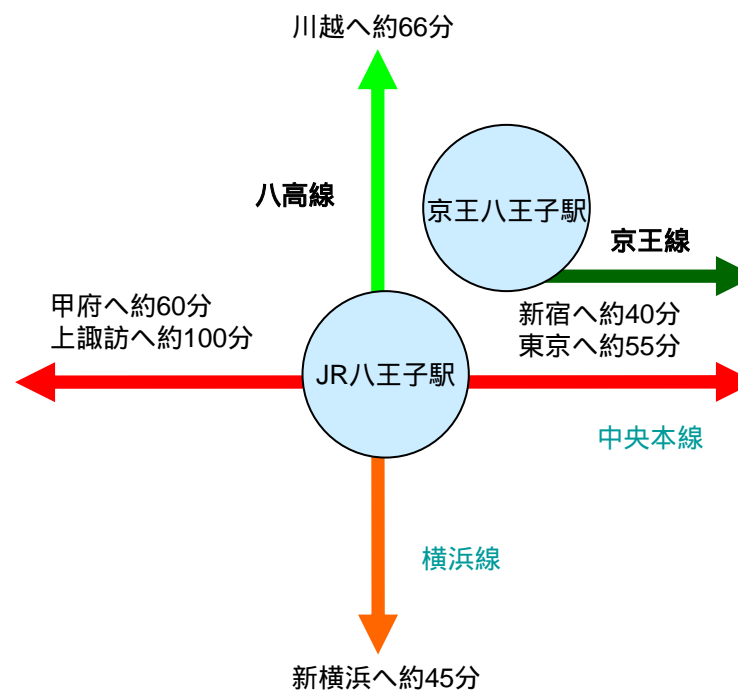 川越へ約66分
八高線
京王八王子駅
京王線
甲府へ約60分
上諏訪へ約100分
新宿へ約40分
東京へ約55分
JR八王子駅
中央本線
横浜線
新横浜へ約45分